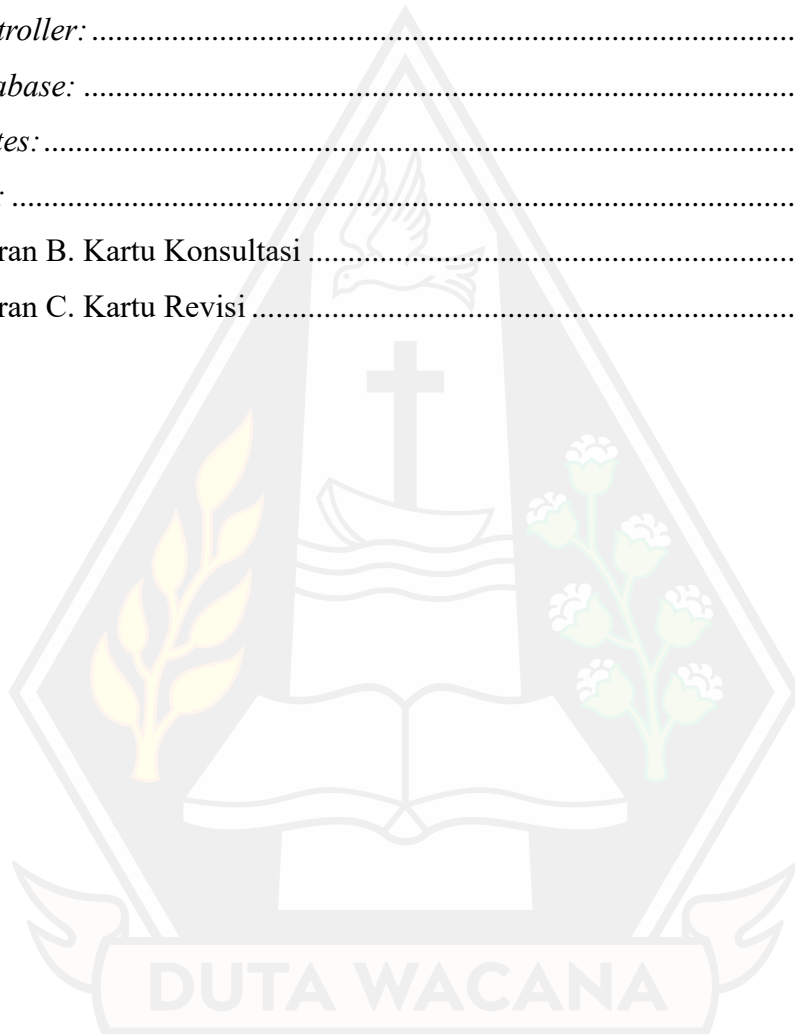 troller: ................................................................................
abase: ................................................................................
tes: ................................................................................
: ................................................................................
ran B. Kartu Konsultasi ................................................................................
ran C. Kartu Revisi ................................................................................
DUTA WACANA